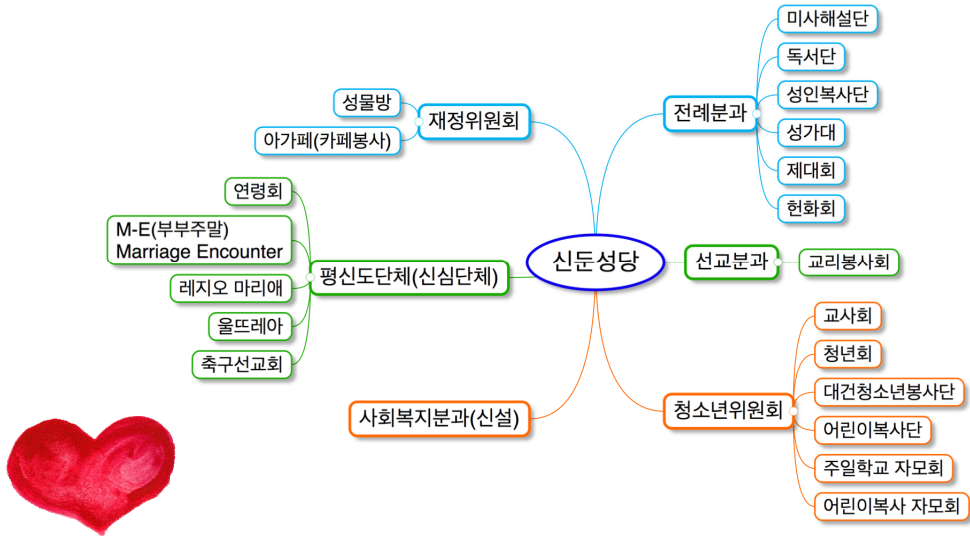 신둔성당
전례분과
미사해설단
독서단
성인복사단
성가대
제대회
헌화회
선교분과
교리봉사회
청소년위원회
교사회
청년회
대건청소년봉사단
어린이복사단
주일학교 자모회
어린이복사 자모회
재정위원회
성물방
아가페(카페봉사)
평신도단체(신심단체)
연령회
M-E(부부주말)
Marriage Encounter
레지오 마리애
울뜨레아
축구선교회
사회복지분과(신설)